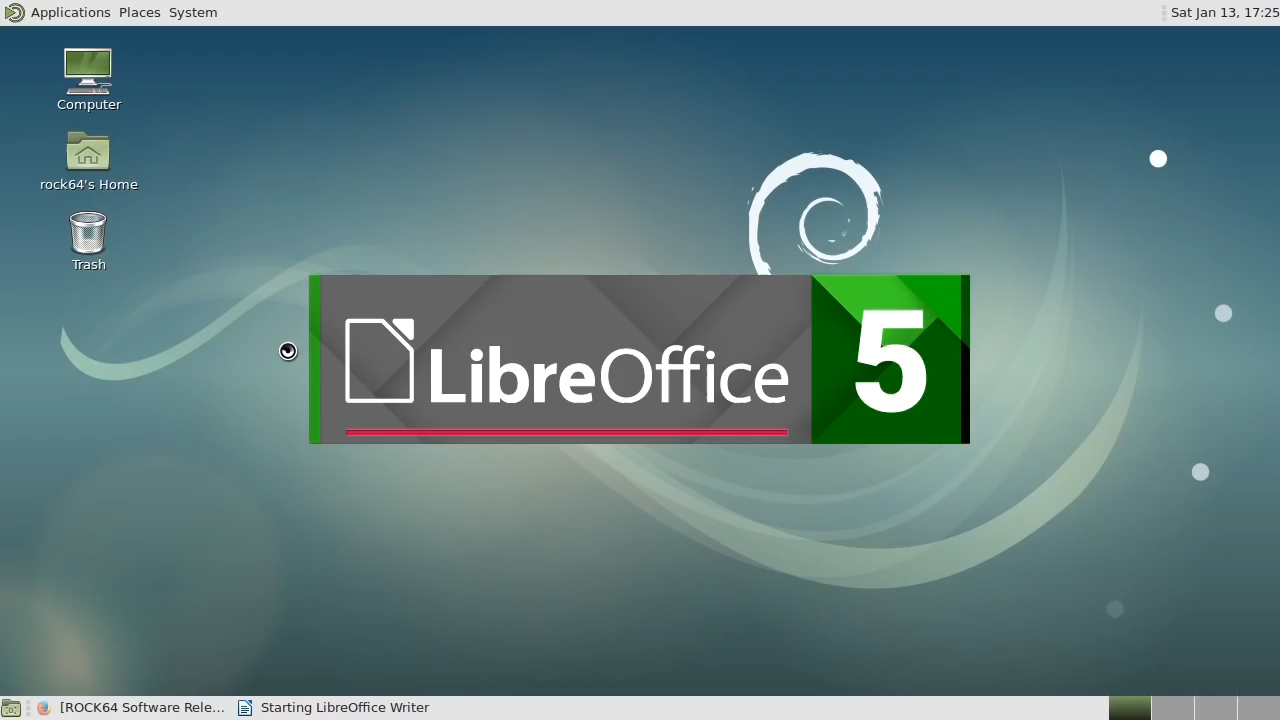 Applications Places System
Sat Jan 13, 17:25
Computer
rock64's Home
Trash
LibreOffice 5
[ROCK64 Software Rele...
Starting LibreOffice Writer